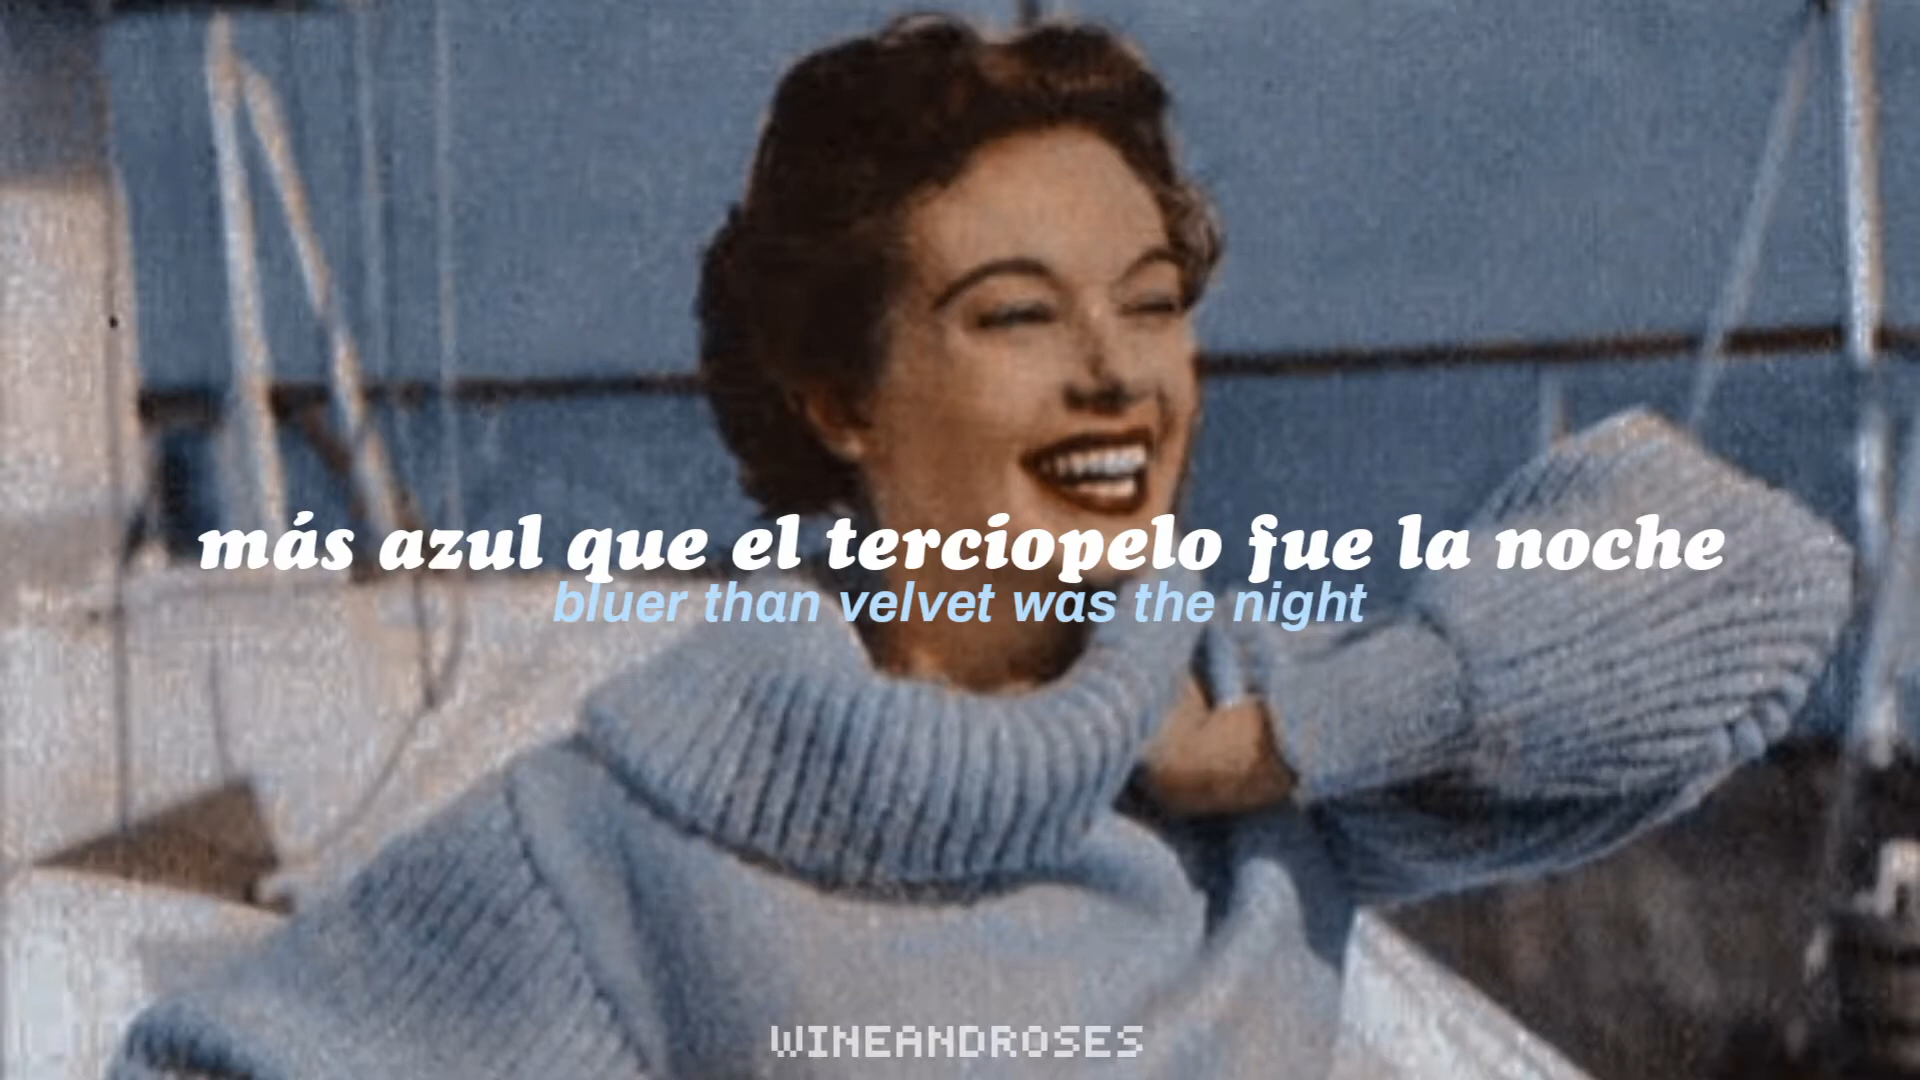 más azul que el terciopelo fue la noche
bluer than velvet was the night
WINEANDROSES